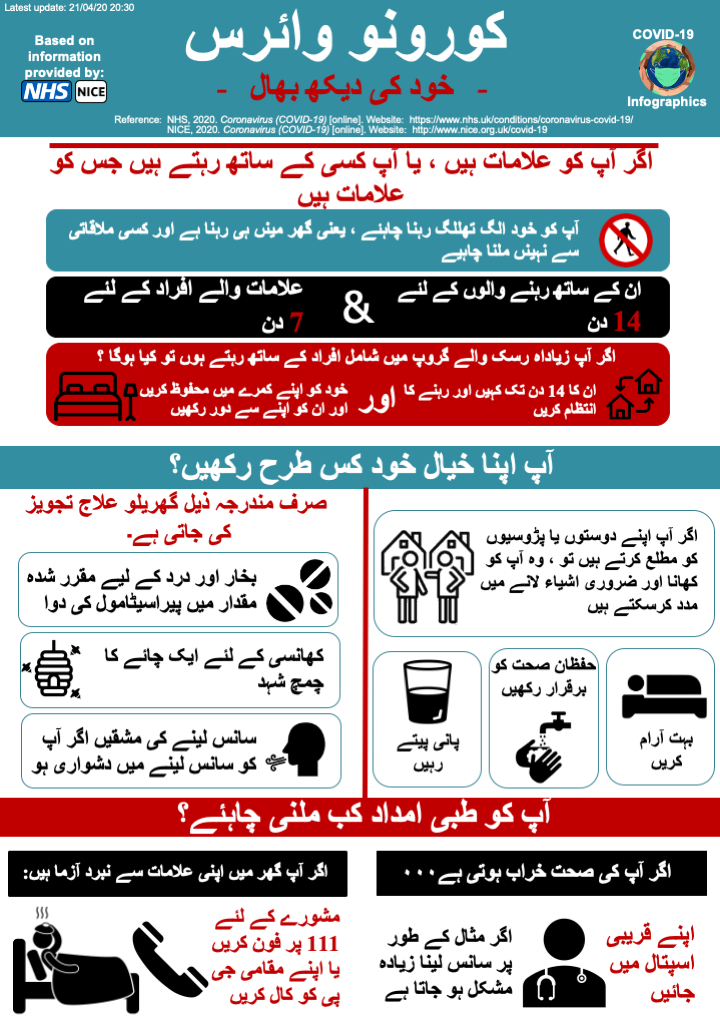 Latest update: 21/04/20 20:30
Based on
information
provided by:
NHS NICE
کورونو وائرس
- خود کی دیکھ بھال -
COVID-19
Infographics
Reference: NHS, 2020. Coronavirus (COVID-19) [online]. Website: https://www.nhs.uk/conditions/coronavirus-covid-19/
NICE, 2020. Coronavirus (COVID-19) [online]. Website: http://www.nice.org.uk/covid-19
اگر آپ کو علامات ہیں ، یا آپ کسی کے ساتھ رہتے ہیں جس کو
علامات ہیں
آپ کو خود الگ تھللگ رہنا چاہئے ، یعنی گھر میںں ہی رہنا ہے اور کسی ملاقاتی
سے نہیںں ملنا چاہیے
ان کے ساتھ رہنے والوں کے لئے
14 دن
&
علامات والے افراد کے لئے
7 دن
اگر آپ زیاداہ رسک والے گروپ میں شامل افراد کے ساتھ رہتے ہوں تو کیا ہوگا ؟
ان کا 14 دن تک کہیں اور رہنے کا
انتظام کریں
اور
خود کو اپنے کمرے میں محفوظ کریں
اور ان کو اپنے سے دور رکھیں
آپ اپنا خیال خود کس طرح رکھیں؟
اگر آپ اپنے دوستوں یا پڑوسیوں
کو مطلع کرتے ہیں تو ، وہ آپ کو
کھانا اور ضروری اشیاء لانے میں
مدد کرسکتے ہیں
بہت آرام
کریں
حفظان صحت کو
برقرار رکھیں
پانی پیتے
رہیں
صرف مندرجہ ذیل گھریلو علاج تجویز
کی جاتی ہے۔
بخار اور درد کے لیے مقرر شدہ
مقدار میں پیراسیٹامول کی دوا
کھانسی کے لئے ایک چائے کا
چمچ شہد
سانس لینے کی مشقیں اگر آپ
کو سانس لینے میں دشواری ہو
آپ کو طبی امداد کب ملنی چاہئے؟
اگر آپ کی صحت خراب ہوتی ہے۰۰۰
اپنے قریبی
اسپتال میں
جائیں
اگر مثال کے طور
پر سانس لینا زیادہ
مشکل ہو جاتا ہے
اگر آپ گھر میں اپنی علامات سے نبرد آزما ہیں:
مشورے کے لئے
111 پر فون کریں
یا اپنے مقامی جی
پی کو کال کریں